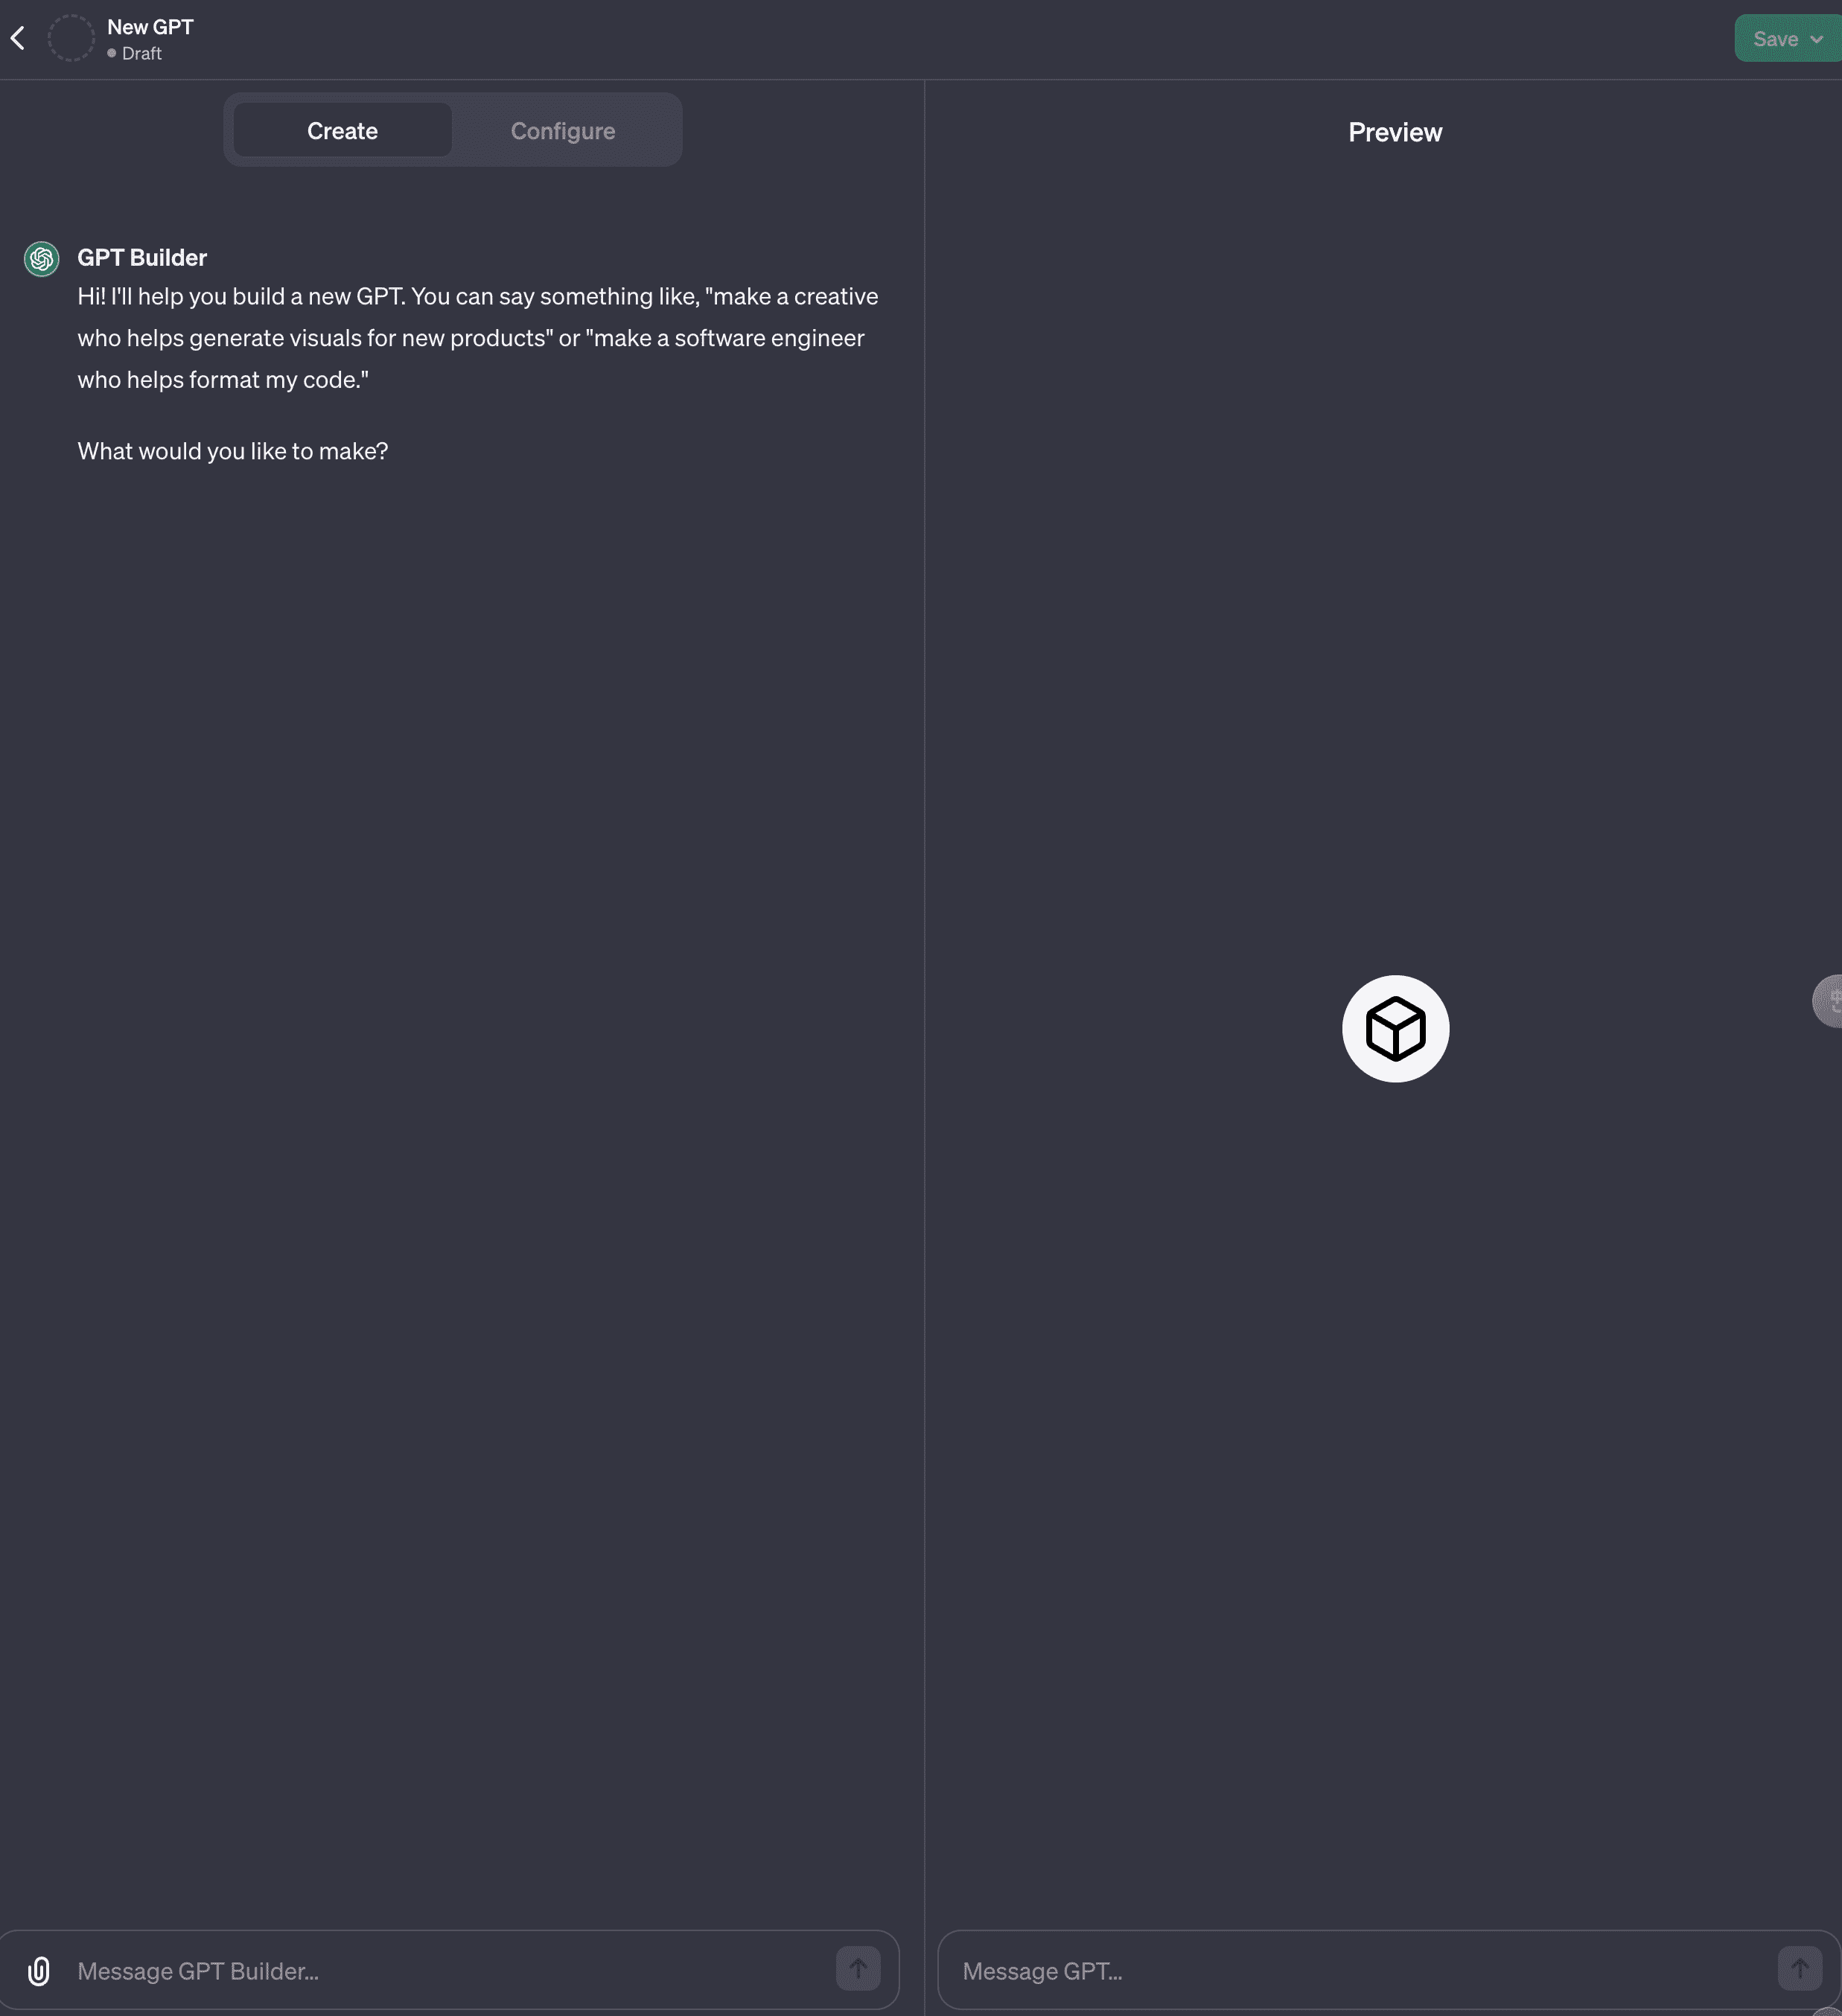 New GPT
Draft
Save
Create
Configure
Preview
GPT Builder
Hi! I'll help you build a new GPT. You can say something like, "make a creative
who helps generate visuals for new products" or "make a software engineer
who helps format my code."
What would you like to make?
Message GPT Builder...
Message GPT...